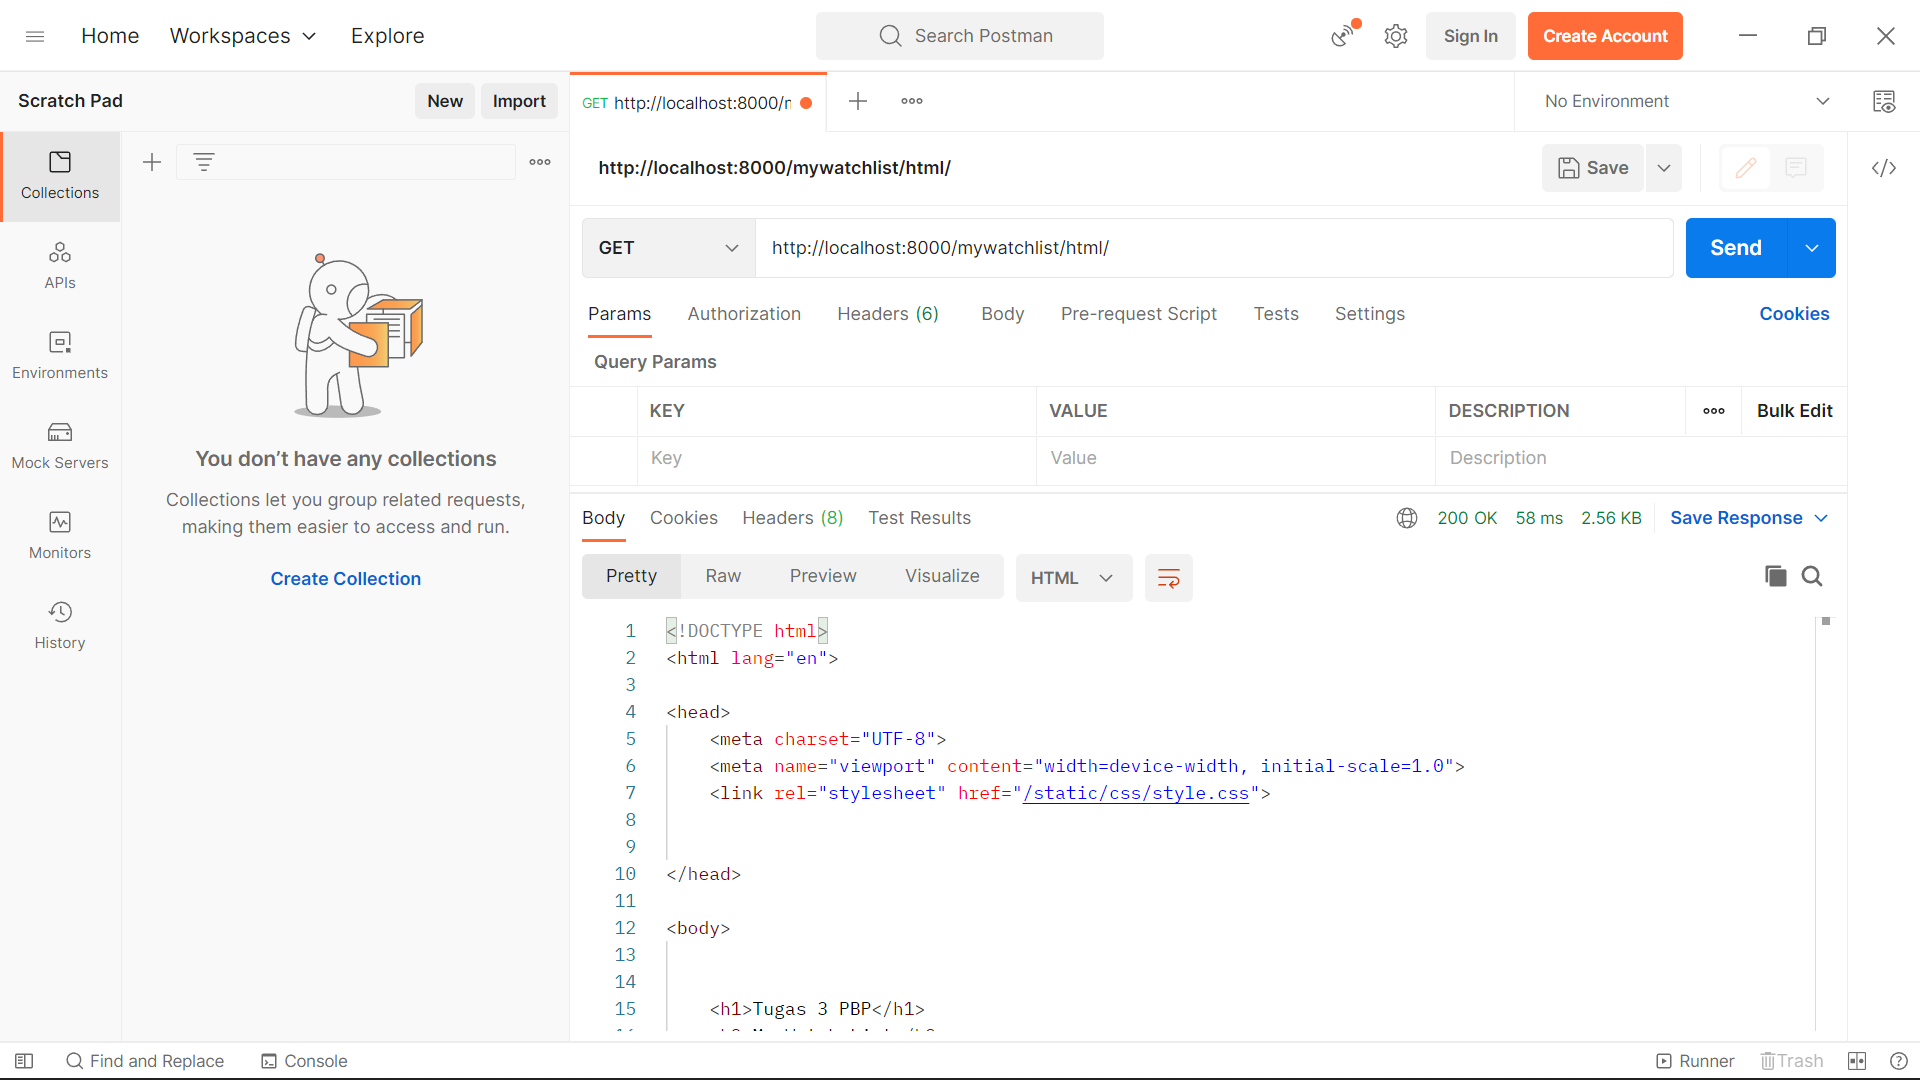 Home
Workspaces
Explore
Search Postman
Sign In
Create Account
Scratch Pad
New
Import
GET http://localhost:8000/
No Environment
Collections
APIs
Environments
Mock Servers
Monitors
History
You don’t have any collections
Collections let you group related requests,
making them easier to access and run.
Create Collection
http://localhost:8000/mywatchlist/html/
Save
GET
http://localhost:8000/mywatchlist/html/
Send
Params
Authorization
Headers (6)
Body
Pre-request Script
Tests
Settings
Cookies
Query Params
KEY
VALUE
DESCRIPTION
Bulk Edit
Key
Value
Description
Body
Cookies
Headers (8)
Test Results
200 OK
58 ms
2.56 KB
Save Response
Pretty
Raw
Preview
Visualize
HTML
1 <!DOCTYPE html>
2 <html lang="en">
3
4 <head>
5 <meta charset="UTF-8">
6 <meta name="viewport" content="width=device-width, initial-scale=1.0">
7 <link rel="stylesheet" href="/static/css/style.css">
8
9
10 </head>
11
12 <body>
13
14
15 <h1>Tugas 3 PBP</h1>
Find and Replace
Console
Runner
Trash